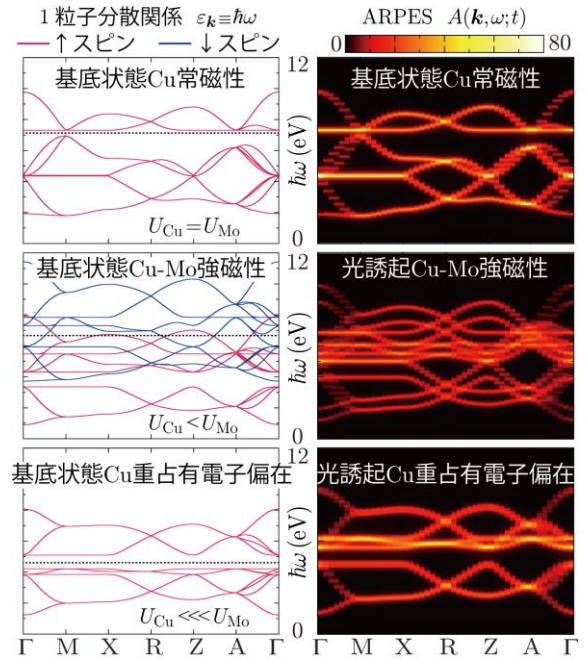 1粒子分散関係 εk≡ħω
↑スピン ↓スピン
ARPES A(k,ω;t)
0 80
基底状態Cu常磁性
12
ħω(eV)
0
UCu=UMo
基底状態Cu常磁性
基底状態Cu-Mo強磁性
12
ħω(eV)
0
UCu<UMo
光誘起Cu-Mo強磁性
基底状態Cu重占有電子偏在
12
ħω(eV)
0
UCu<<<UMo
光誘起Cu重占有電子偏在
Γ M X R Z A Γ
Γ M X R Z A Γ